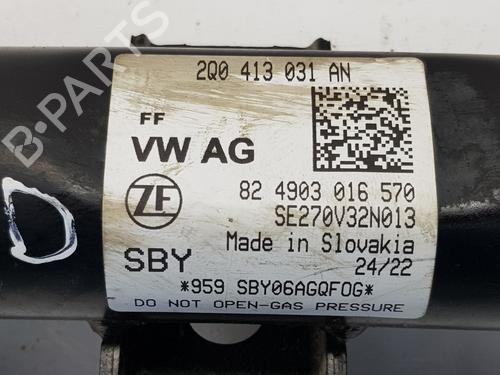 2Q0 413 031 AN
FF
VW AG
ZF
82 4903 016 570
SE270V32N013
Made in Slovakia
SBY
24/22
*959 SBY06AGQFOG*
DO NOT OPEN-GAS PRESSURE
D
B-PARTS